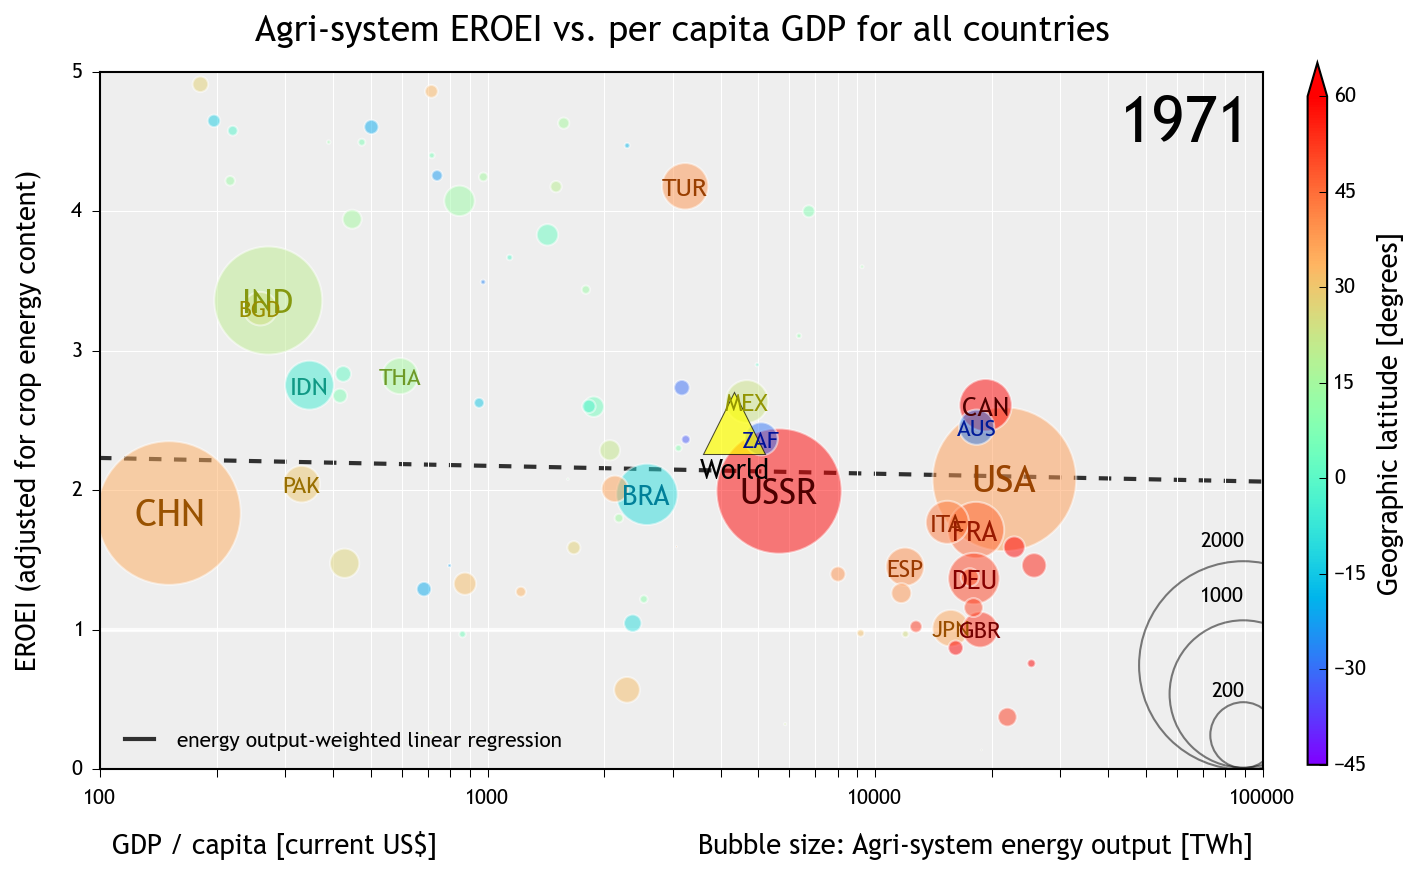 Agri-system EROEI vs. per capita GDP for all countries
1971
EROEI (adjusted for crop energy content)
5
4
3
2
1
0
TUR
IND
BGD
IDN
THA
MEX
CAN
AUS
ZAF
World
CHN
PAK
BRA
USSR
USA
ITA
FRA
ESP
DEU
JPN
GBR
2000
1000
200
energy output-weighted linear regression
100
1000
10000
100000
GDP / capita [current US$]
Bubble size: Agri-system energy output [TWh]
60
45
30
15
0
−15
−30
−45
Geographic latitude [degrees]